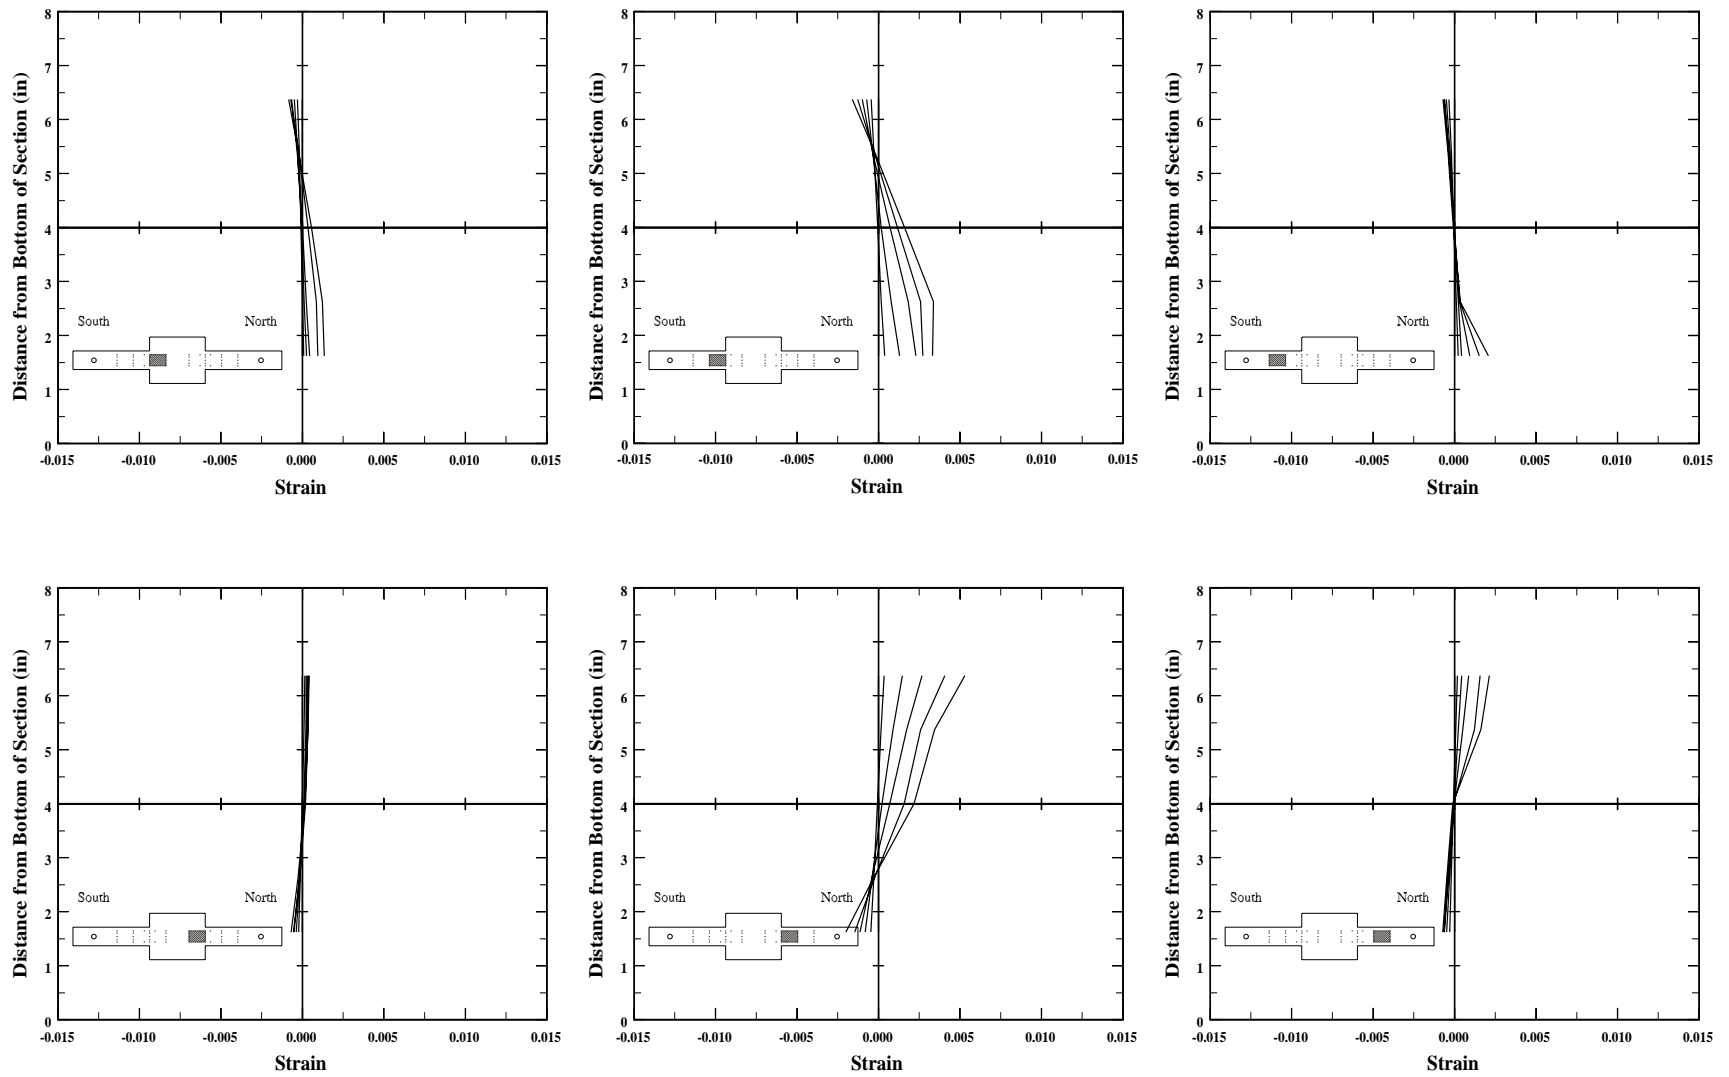 8 8 8
7 7 7
6 6 6
5 5 5
4 4 4
3 3 3
2 2 2
1 1 1
0 0 0
Distance from Bottom of Section (in) Distance from Bottom of Section (in) Distance from Bottom of Section (in)
South North South North South North
-0.015 -0.010 -0.005 0.000 0.005 0.010 0.015 -0.015 -0.010 -0.005 0.000 0.005 0.010 0.015 -0.015 -0.010 -0.005 0.000 0.005 0.010 0.015
Strain Strain Strain
8 8 8
7 7 7
6 6 6
5 5 5
4 4 4
3 3 3
2 2 2
1 1 1
0 0 0
Distance from Bottom of Section (in) Distance from Bottom of Section (in) Distance from Bottom of Section (in)
South North South North South North
-0.015 -0.010 -0.005 0.000 0.005 0.010 0.015 -0.015 -0.010 -0.005 0.000 0.005 0.010 0.015 -0.015 -0.010 -0.005 0.000 0.005 0.010 0.015
Strain Strain Strain